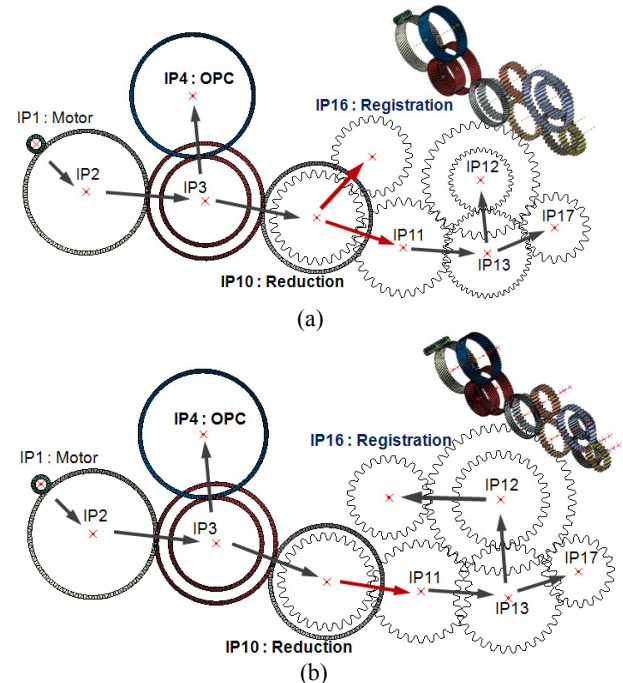 IP4 : OPC
IP16 : Registration
IP1 : Motor
IP2
IP3
IP12
IP17
IP11
IP13
IP10 : Reduction
(a)
IP4 : OPC
IP16 : Registration
IP1 : Motor
IP12
IP2
IP3
IP17
IP11
IP13
IP10 : Reduction
(b)